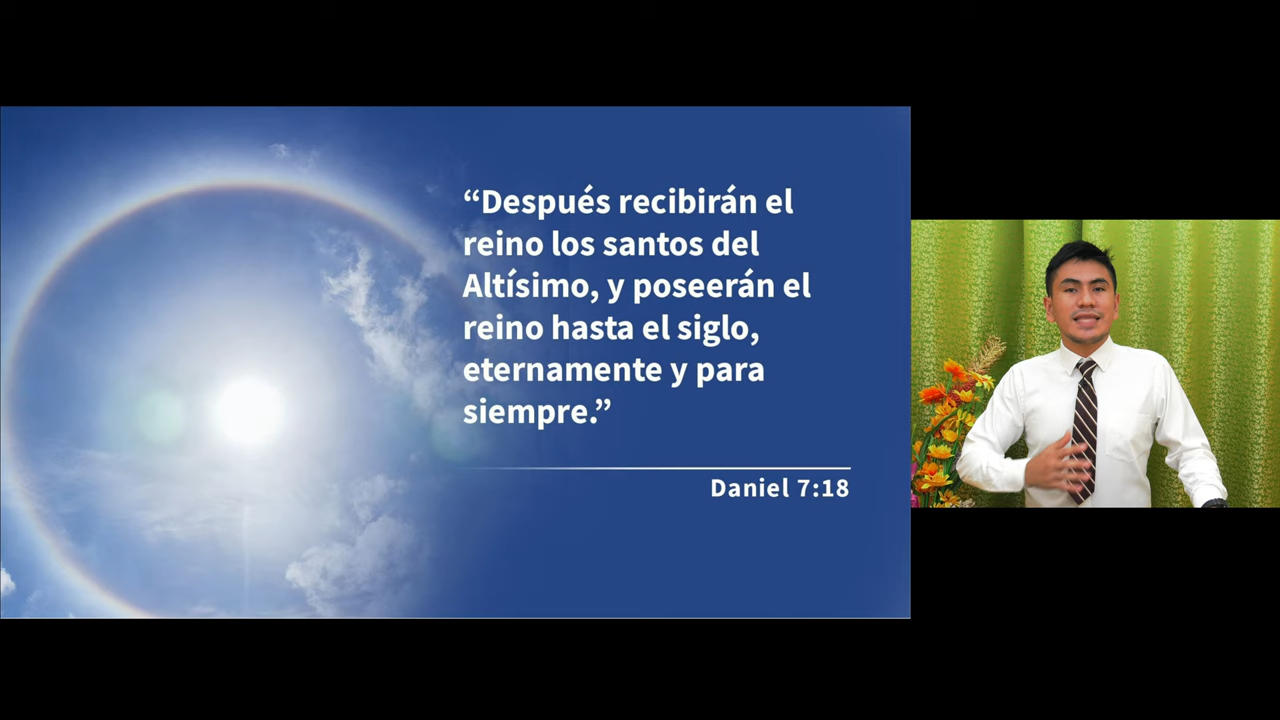 “Después recibirán el
reino los santos del
Altísimo, y poseerán el
reino hasta el siglo,
eternamente y para
siempre.”
Daniel 7:18